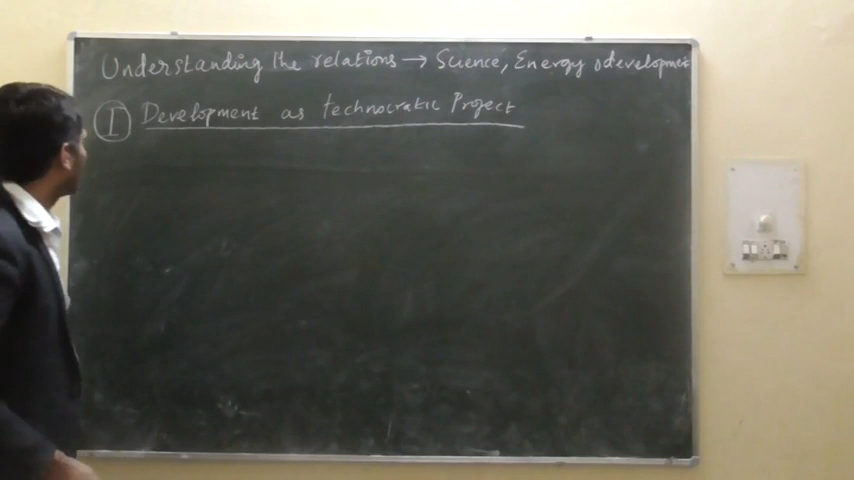 Understanding the relations → Science, Energy & development
I Development as technocratic Project